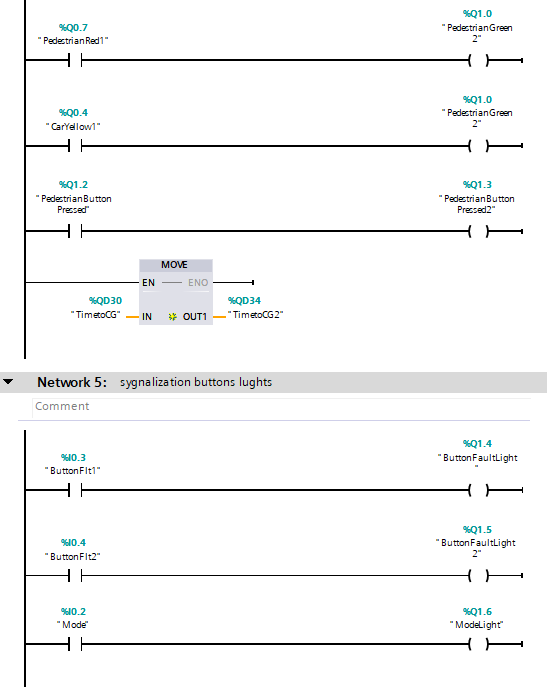 %Q0.7 %Q1.0
"PedestrianRed1" "PedestrianGreen
2"
%Q0.4 %Q1.0
"CarYellow1" "PedestrianGreen
2"
%Q1.2 %Q1.3
"PedestrianButton "PedestrianButton
Pressed" Pressed2"
MOVE
EN ENO
%QD30 %QD34
"TimetoCG" IN OUT1 "TimetoCG2"
Network 5: sygnalization buttons lughts
Comment
%I0.3 %Q1.4
"ButtonFlt1" "ButtonFaultLight
"
%I0.4 %Q1.5
"ButtonFlt2" "ButtonFaultLight
2"
%I0.2 %Q1.6
"Mode" "ModeLight"